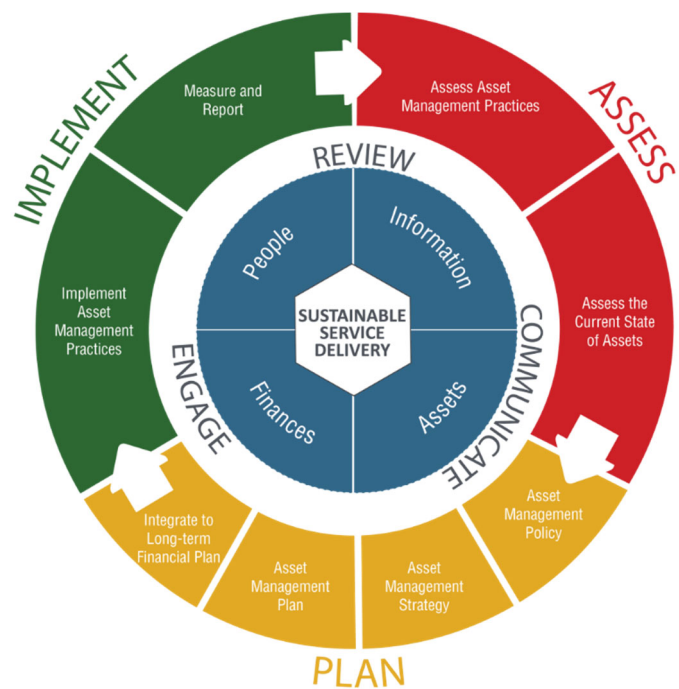 IMPLEMENT
Measure and
Report
Assess Asset
Management Practices
ASSESS
REVIEW
People
Information
Implement
Asset
Management
Practices
SUSTAINABLE
SERVICE
DELIVERY
Assess the
Current State
of Assets
COMMUNICATE
ENGAGE
Finances
Assets
Integrate to
Long-term
Financial Plan
Asset
Management
Plan
Asset
Management
Strategy
Asset
Management
Policy
PLAN